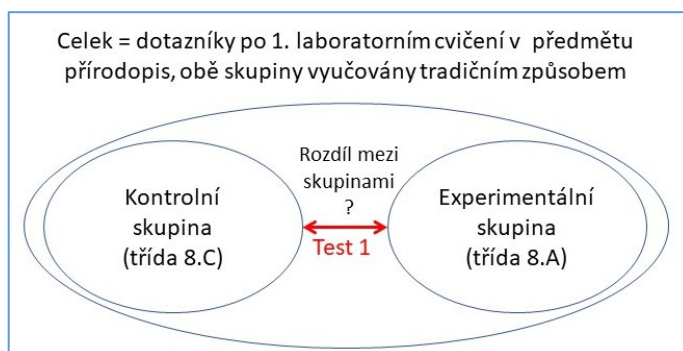 Celek = dotazníky po 1. laboratorním cvičení v předmětu
přírodopis, obě skupiny vyučovány tradičním způsobem
Rozdíl mezi
skupinami
?
Kontrolní
skupina
(třída 8.C)
Test 1
Experimentální
skupina
(třída 8.A)